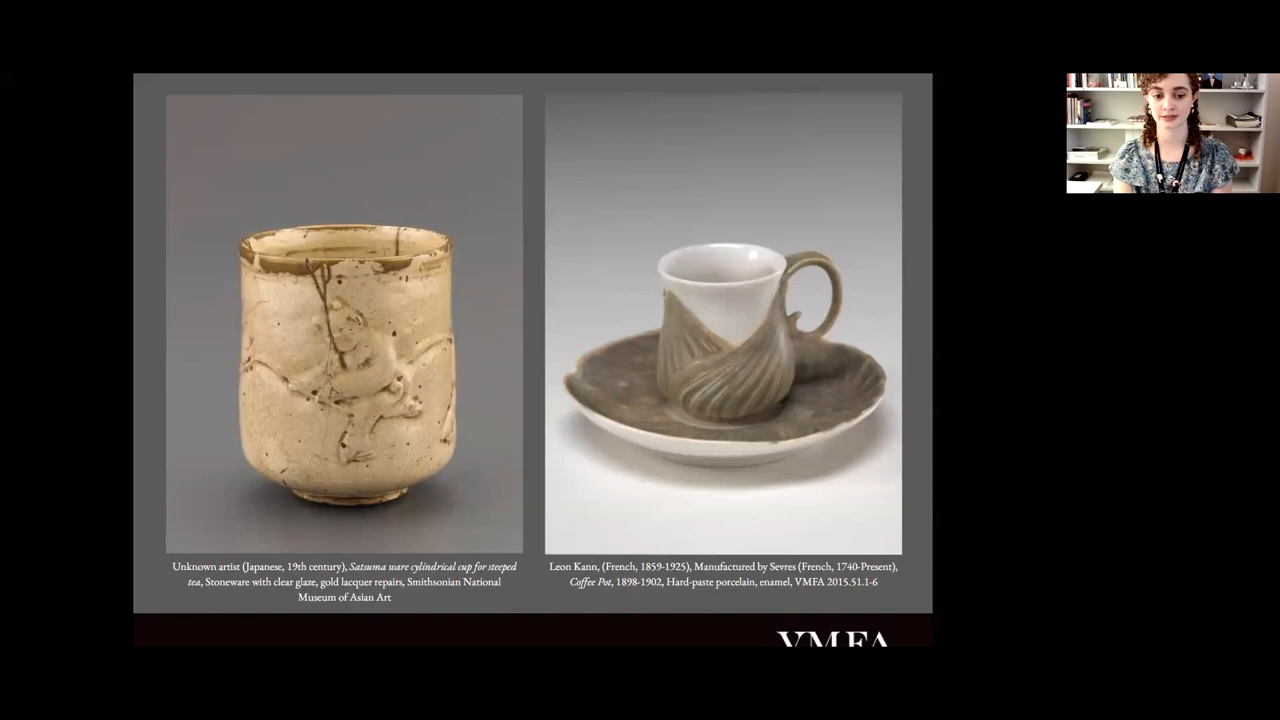 Unknown artist (Japanese, 19th century), Satsuma ware cylindrical cup for steeped
tea, Stoneware with clear glaze, gold lacquer repairs, Smithsonian National
Museum of Asian Art
Leon Kann, (French, 1859-1925), Manufactured by Sevres (French, 1740-Present),
Coffee Pot, 1898-1902, Hard-paste porcelain, enamel, VMFA 2015.51.1-6
VMFA